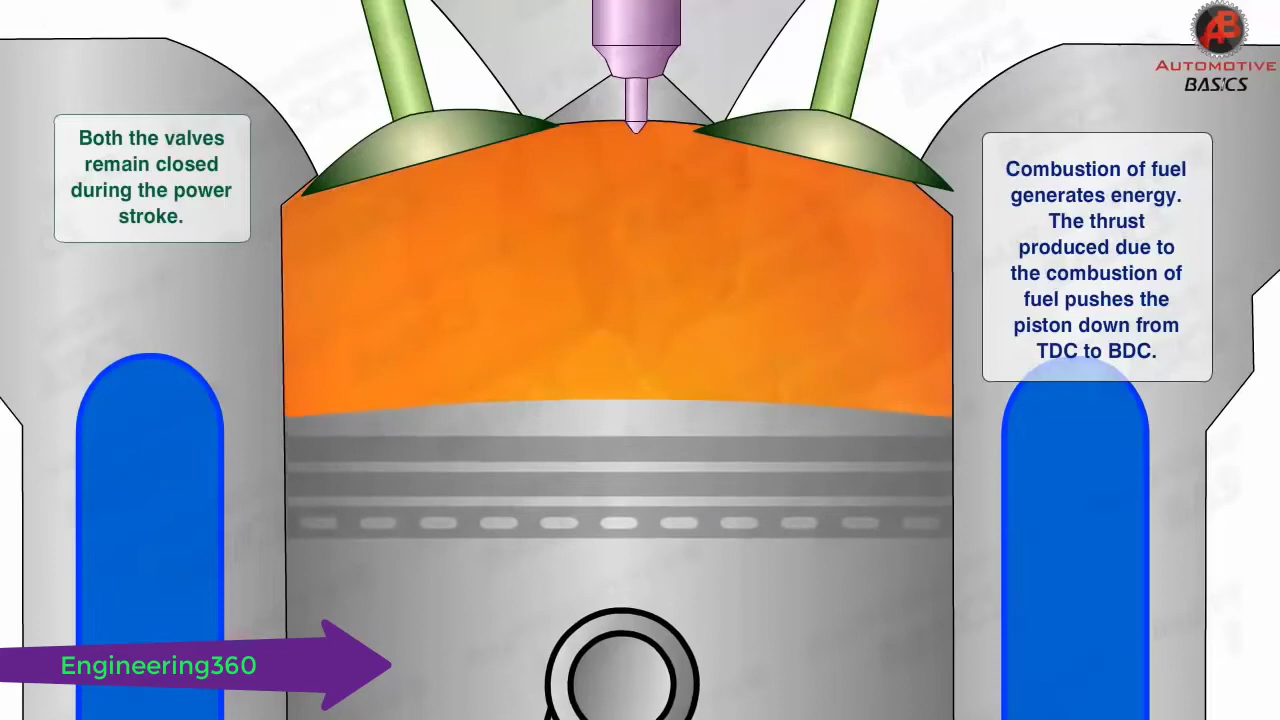 AUTOMOTIVE
BASICS
Both the valves
remain closed
during the power
stroke.
Combustion of fuel
generates energy.
The thrust
produced due to
the combustion of
fuel pushes the
piston down from
TDC to BDC.
Engineering360